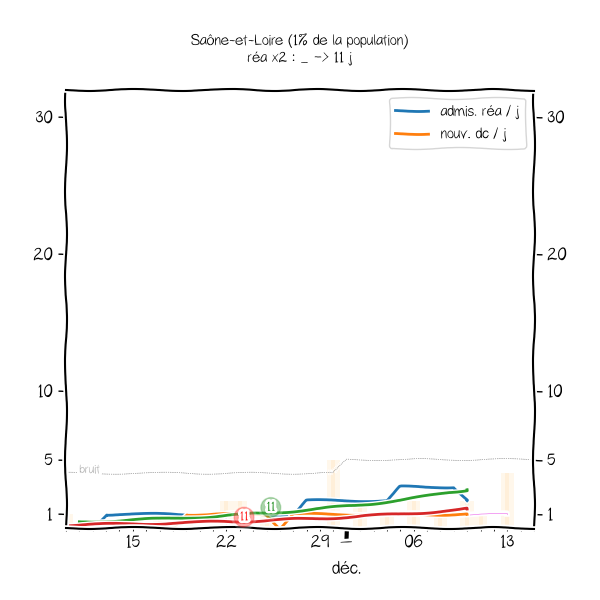 Saône-et-Loire (1% de la population)
réa x2 : _ -> 11 j
admis. réa / j
nouv. dc / j
30 30
20 20
10 10
5 5
bruit
11
11
1 1
15 22 29 _ 06 13
déc.